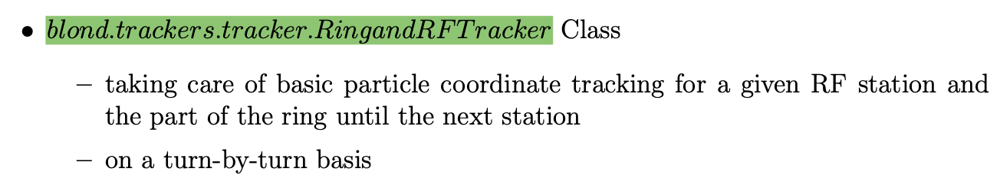 • blond.trackers.tracker.RingandRFTracker Class
– taking care of basic particle coordinate tracking for a given RF station and
the part of the ring until the next station
– on a turn-by-turn basis